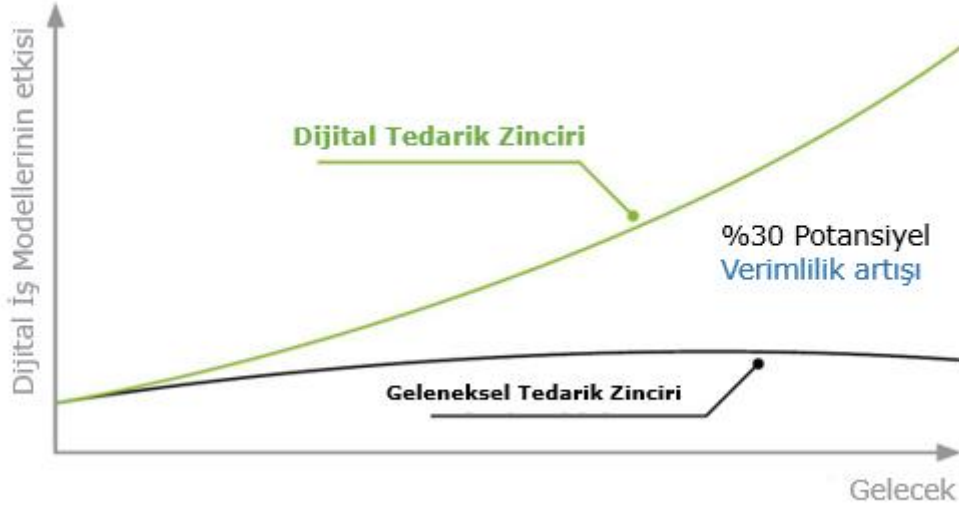 Dijital İş Modellerinin etkisi
Dijital Tedarik Zinciri
%30 Potansiyel
Verimlilik artışı
Geleneksel Tedarik Zinciri
Gelecek